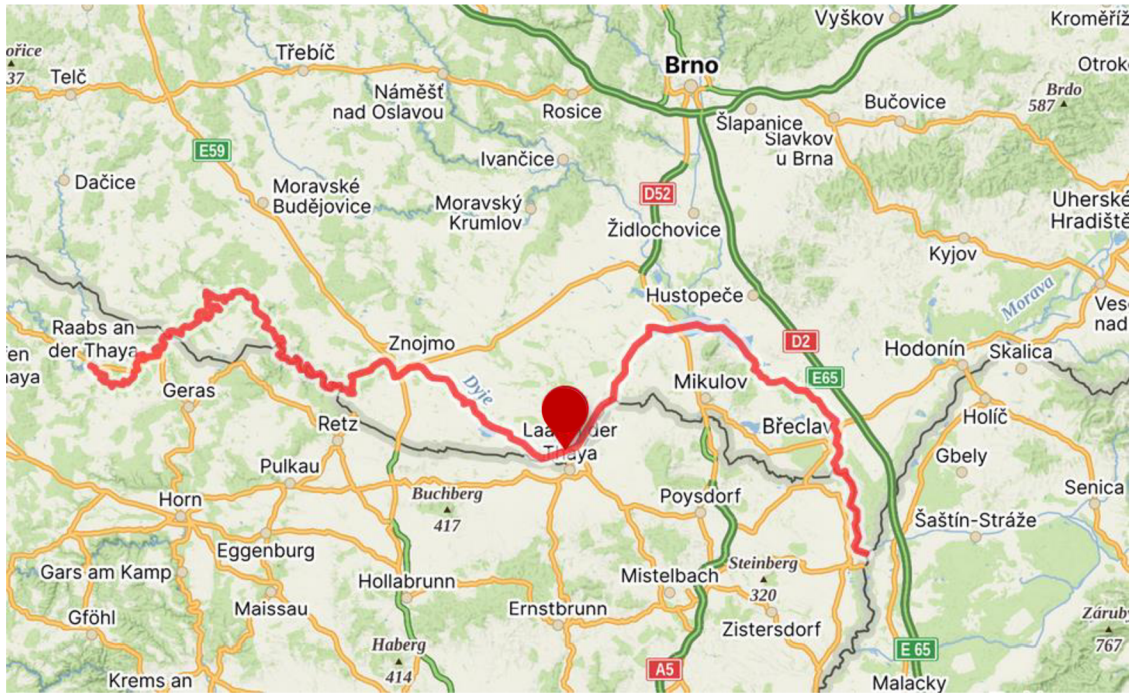 Vyškov
Kroměříž
Třebíč
ořice
37
Telč
Brno
Otroko
Náměšť
nad Oslavou
Rosice
Brdo
587
Bučovice
Šlapanice
Slavkov
u Brna
E59
Ivančice
Dačice
Moravské
Budějovice
D52
Moravský
Krumlov
Uherské
Hradiště
Židlochovice
Kyjov
Hustopeče
Morava
Vese
nad
Raabs an
der Thaya
fen
haya
Znojmo
D2
Hodonín
Skalica
E65
Geras
Dyje
Mikulov
Holíč
Retz
Laa der
Thaya
Břeclav
Gbely
Pulkau
Buchberg
417
Poysdorf
Senica
Horn
Šaštín-Stráže
Eggenburg
Gars am Kamp
Hollabrunn
Mistelbach
Steinberg
320
Maissau
Ernstbrunn
Gföhl
Zistersdorf
Záruby
767
Haberg
414
E 65
A5
Krems an
Malacky